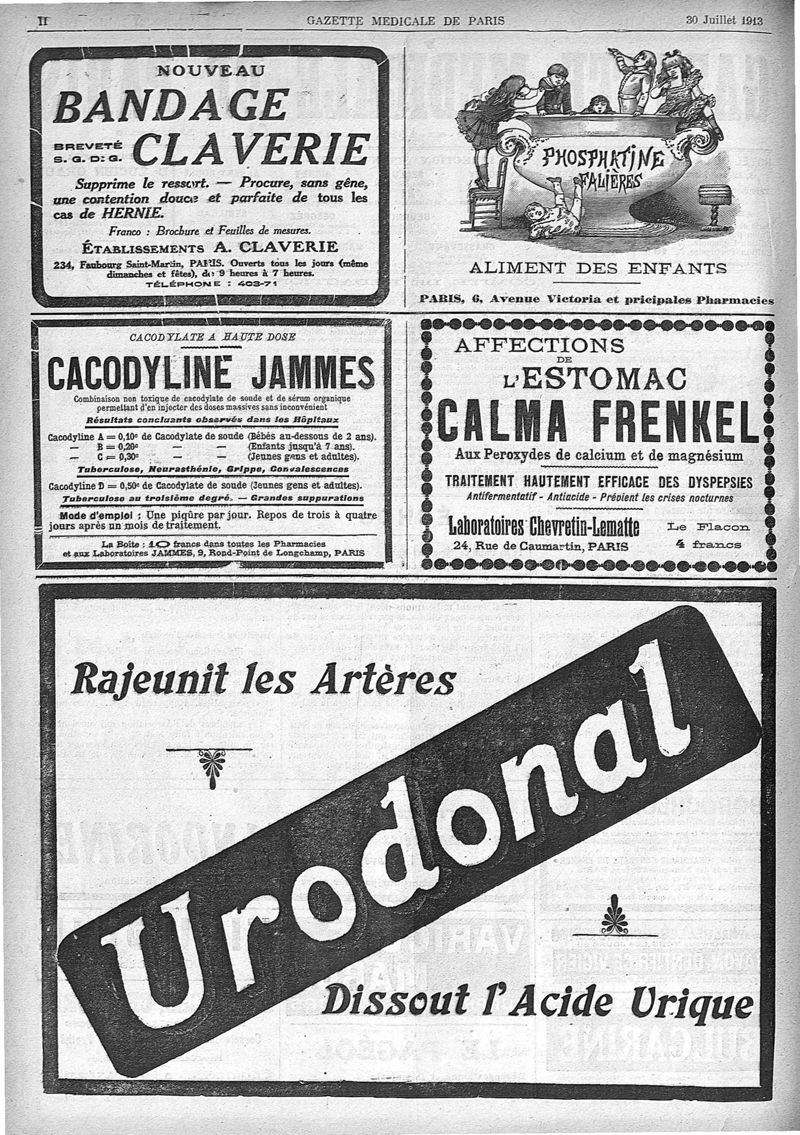 II
GAZETTE MEDICALE DE PARIS
30 Juillet 1913
NOUVEAU
BANDAGE
BREVETÉ
S. G. D. G.
CLAVERIE
Supprime le ressort. — Procure, sans gêne,
une contention douce et parfaite de tous les
cas de HERNIE.
Franco : Brochure et Feuilles de mesures.
ÉTABLISSEMENTS A. CLAVERIE
234, Faubourg Saint-Martin, PARIS. Ouverts tous les jours (même
dimanches et fêtes), de 9 heures à 7 heures.
TÉLÉPHONE : 403-71
PHOSPHATINE
FALIÈRES
ALIMENT DES ENFANTS
PARIS, 6, Avenue Victoria et pricipales Pharmacies
CACODYLATE A HAUTE DOSE
CACODYLINE JAMMES
Combinaison non toxique de cacodylate de soude et de sérum organique
permettant d'en injecter des doses massives sans inconvénient
Résultats concluants observés dans les Hôpitaux
Cacodyline A = 0,10c de Cacodylate de soude (Bébés au-dessous de 2 ans).
— B = 0,20c — (Enfants jusqu'à 7 ans).
— C = 0,30c — (Jeunes gens et adultes).
Tuberculose, Neurasthénie, Grippe, Convalescences
Cacodyline D = 0,50c de Cacodylate de soude (Jeunes gens et adultes).
Tuberculose au troisième degré. — Grandes suppurations
Mode d'emploi : Une piqûre par jour. Repos de trois à quatre
jours après un mois de traitement.
La Boîte : 10 francs dans toutes les Pharmacies
et aux Laboratoires JAMMES, 9, Rond-Point de Longchamp, PARIS
AFFECTIONS
DE
L'ESTOMAC
CALMA FRENKEL
Aux Peroxydes de calcium et de magnésium
TRAITEMENT HAUTEMENT EFFICACE DES DYSPEPSIES
Antifermentatif - Antiacide - Prévient les crises nocturnes
Laboratoires Chevretin-Lematte
24, Rue de Caumartin, PARIS
Le Flacon
4 francs
Rajeunit les Artères
Urodonal
Dissout l'Acide Urique